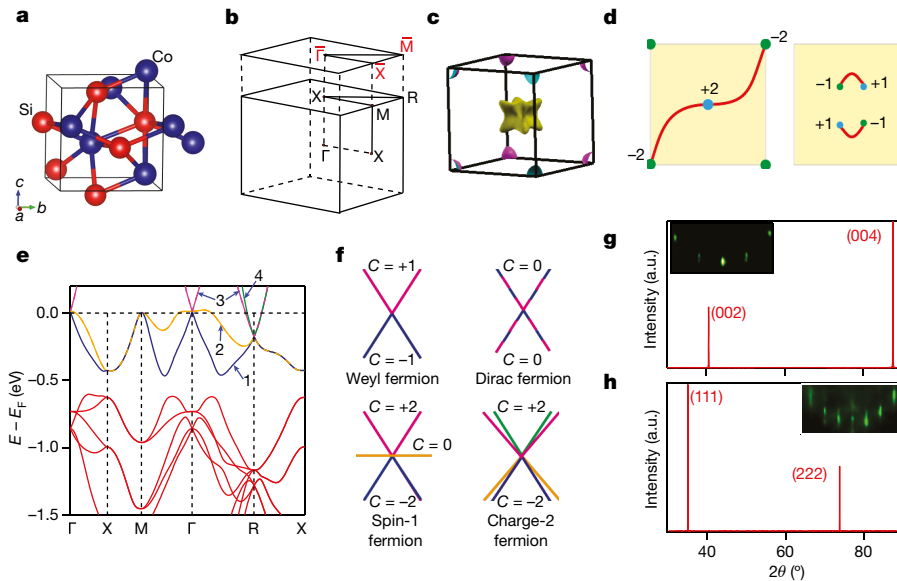 a
Co
Si
c
a
b
b
Γ̅
M̅
X̅
X
R
M
Γ
X
c
d
−2
+2
−2
−1
+1
+1
−1
e
E − E_F (eV)
0.0
−0.5
−1.0
−1.5
4
3
2
1
Γ
X
M
Γ
R
X
f
C = +1
C = −1
Weyl fermion
C = 0
C = 0
Dirac fermion
C = +2
C = 0
C = −2
Spin-1
fermion
C = +2
C = −2
Charge-2
fermion
g
Intensity (a.u.)
(002)
(004)
h
Intensity (a.u.)
(111)
(222)
40
60
80
2θ (º)